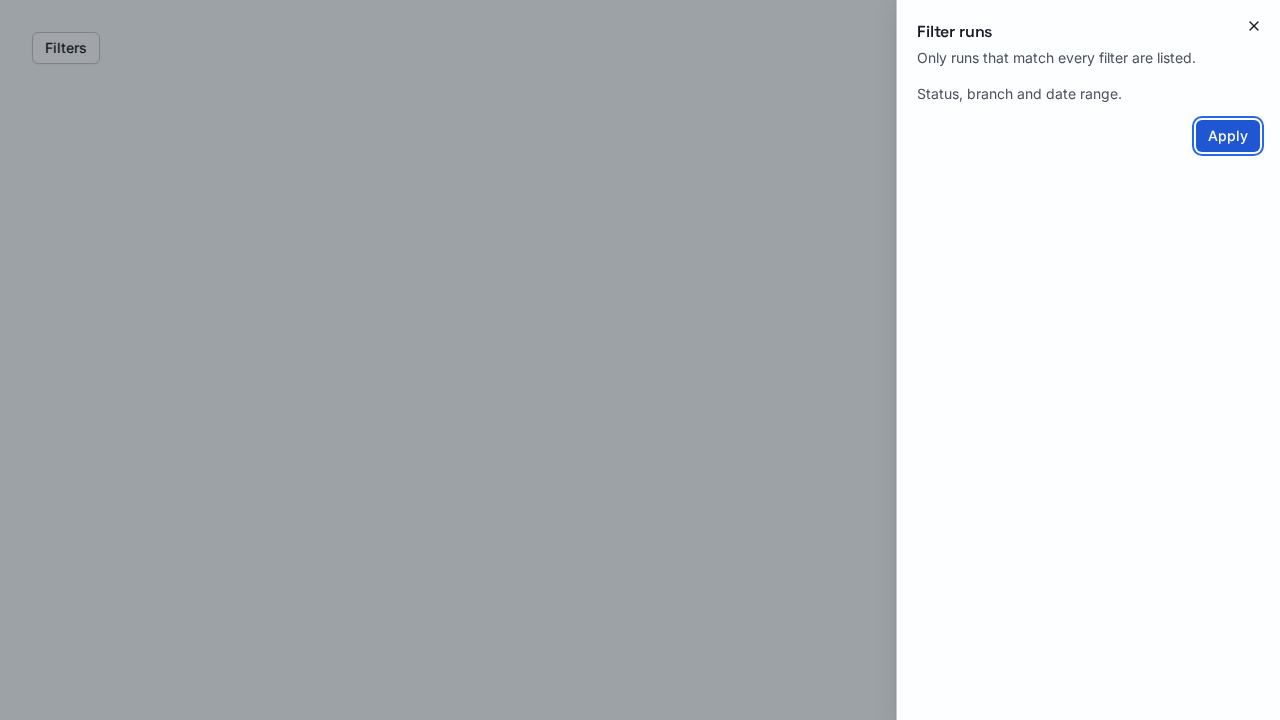 Filters
Filter runs
Only runs that match every filter are listed.
Status, branch and date range.
Apply